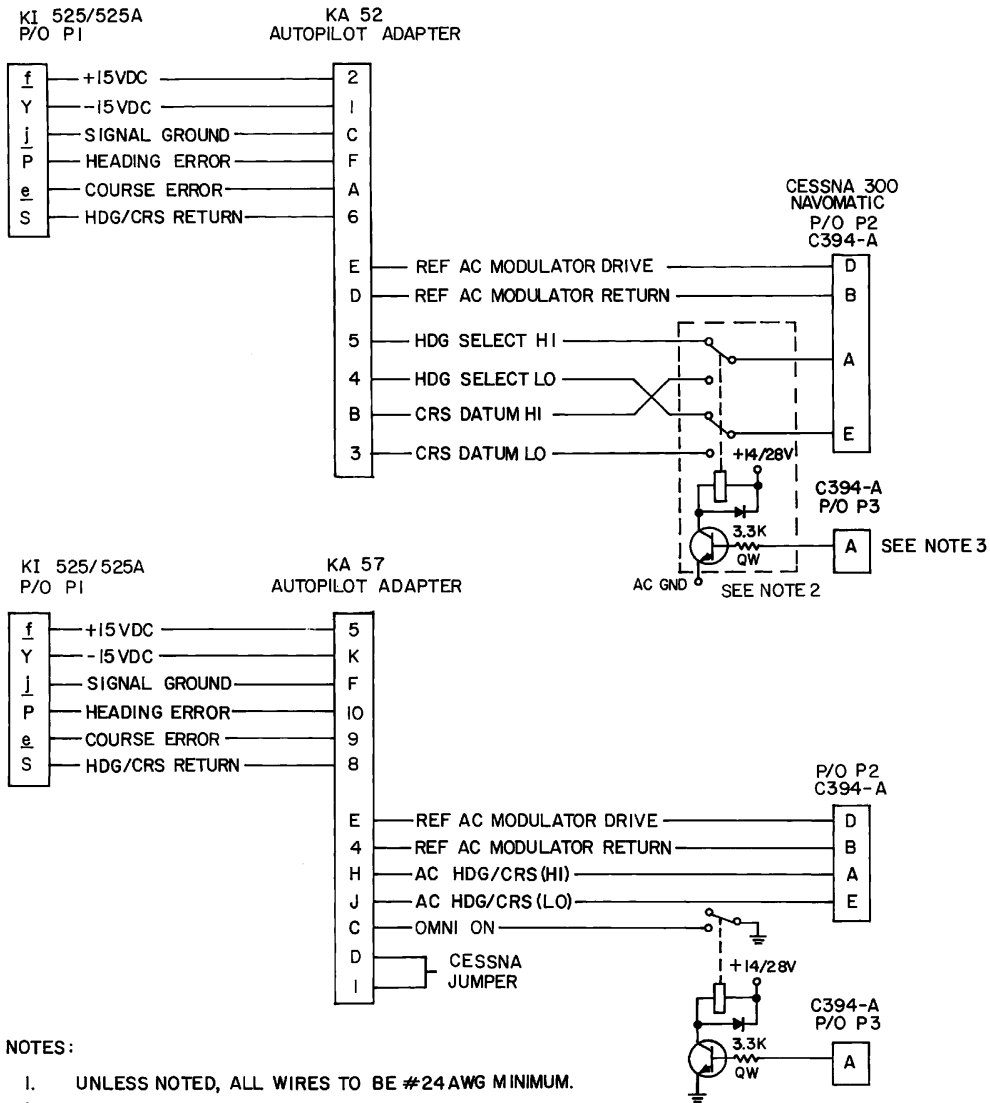 KI 525/525A
P/O P1
KA 52
AUTOPILOT ADAPTER
f +15VDC 2
Y -15VDC 1
j SIGNAL GROUND C
P HEADING ERROR F
e COURSE ERROR A
S HDG/CRS RETURN 6
CESSNA 300
NAVOMATIC
P/O P2
C394-A
E REF AC MODULATOR DRIVE D
D REF AC MODULATOR RETURN B
5 HDG SELECT HI A
4 HDG SELECT LO
B CRS DATUM HI E
3 CRS DATUM LO
+14/28V
C394-A
P/O P3
3.3K
QW
A SEE NOTE 3
AC GND
SEE NOTE 2
KI 525/525A
P/O P1
KA 57
AUTOPILOT ADAPTER
f +15VDC 5
Y -15VDC K
j SIGNAL GROUND F
P HEADING ERROR 10
e COURSE ERROR 9
S HDG/CRS RETURN 8
P/O P2
C394-A
E REF AC MODULATOR DRIVE D
4 REF AC MODULATOR RETURN B
H AC HDG/CRS (HI) A
J AC HDG/CRS (LO) E
C OMNI ON
D CESSNA
1 JUMPER
+14/28V
C394-A
P/O P3
3.3K
QW
A
NOTES:
1. UNLESS NOTED, ALL WIRES TO BE #24 AWG MINIMUM.